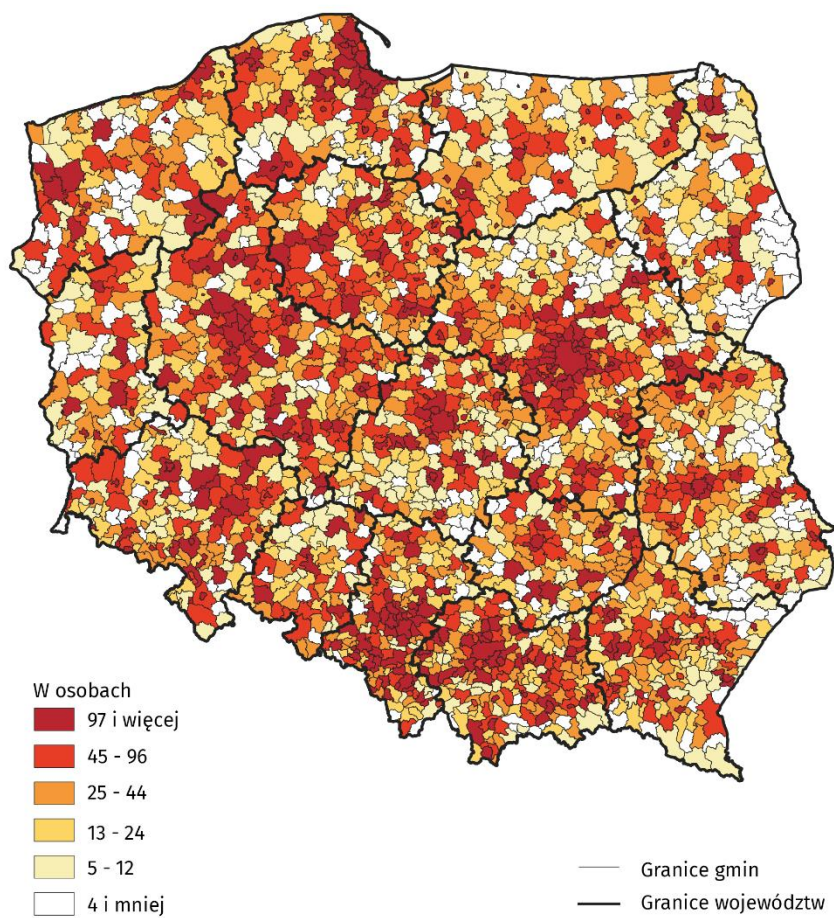 W osobach
97 i więcej
45 - 96
25 - 44
13 - 24
5 - 12
4 i mniej
Granice gmin
Granice województw